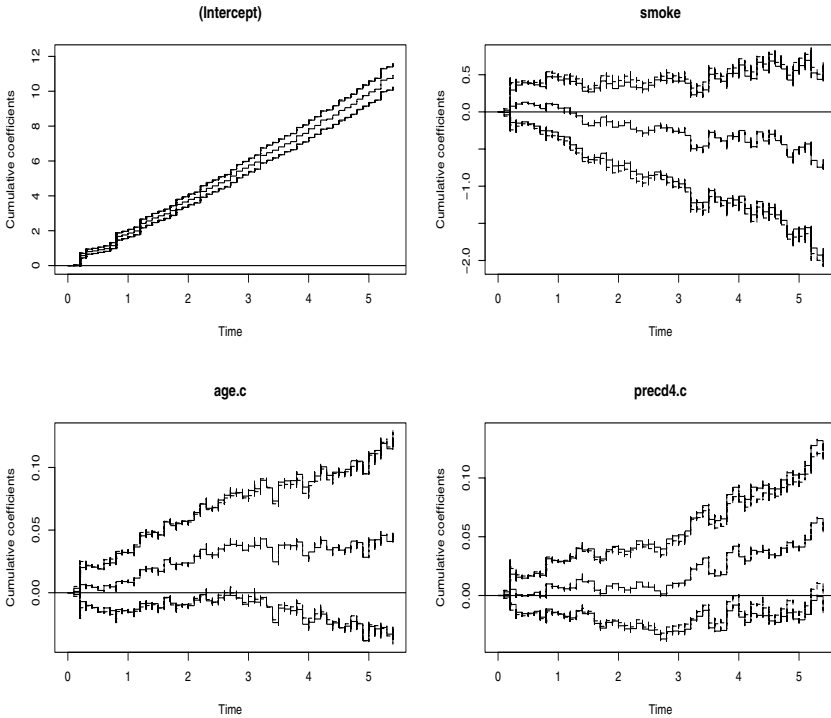 (Intercept)
Cumulative coefficients
12
10
8
6
4
2
0
0 1 2 3 4 5
Time
smoke
Cumulative coefficients
0.5
0.0
−1.0
−2.0
0 1 2 3 4 5
Time
age.c
Cumulative coefficients
0.10
0.05
0.00
0 1 2 3 4 5
Time
precd4.c
Cumulative coefficients
0.15
0.10
0.05
0.00
0 1 2 3 4 5
Time